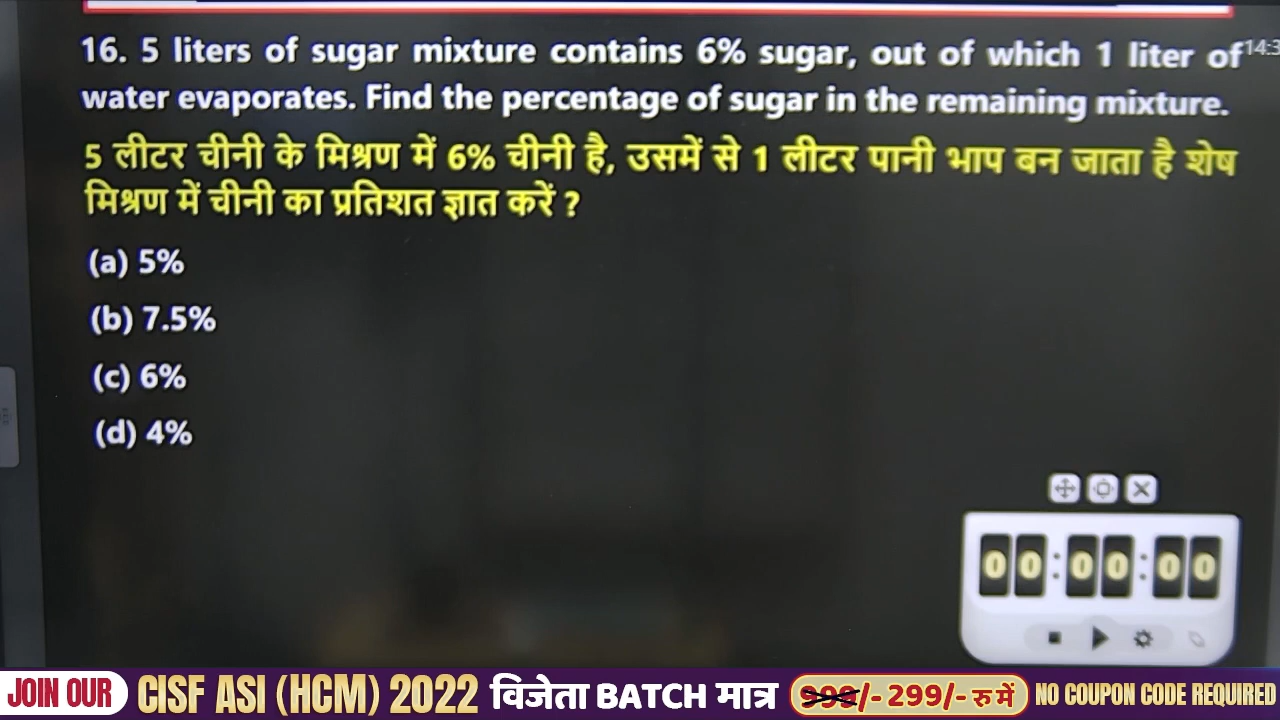 16. 5 liters of sugar mixture contains 6% sugar, out of which 1 liter of
water evaporates. Find the percentage of sugar in the remaining mixture.
5 लीटर चीनी के मिश्रण में 6% चीनी है, उसमें से 1 लीटर पानी भाप बन जाता है शेष
मिश्रण में चीनी का प्रतिशत ज्ञात करें ?
(a) 5%
(b) 7.5%
(c) 6%
(d) 4%
00:00:00
JOIN OUR CISF ASI (HCM) 2022 विजेता BATCH मात्र 999/- 299/- रु में NO COUPON CODE REQUIRED